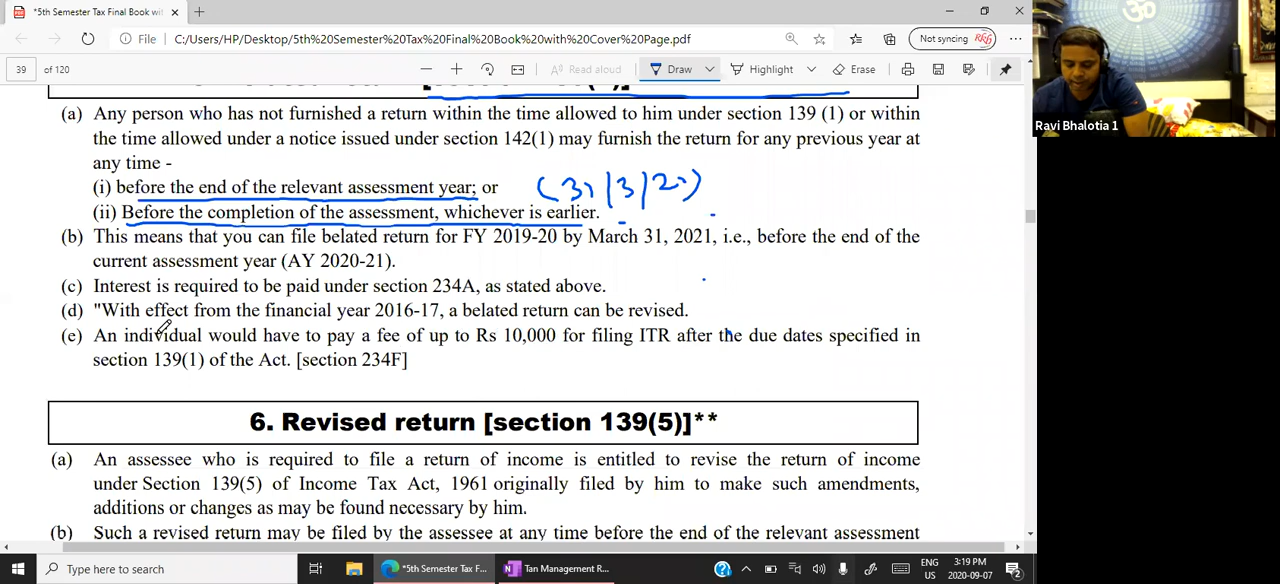 *5th Semester Tax Final Book wit
File
C:/Users/HP/Desktop/5th%20Semester%20Tax%20Final%20Book%20with%20Cover%20Page.pdf
Not syncing
39 of 120
Read aloud
Draw
Highlight
Erase
(a) Any person who has not furnished a return within the time allowed to him under section 139 (1) or within
the time allowed under a notice issued under section 142(1) may furnish the return for any previous year at
any time -
(i) before the end of the relevant assessment year; or (31/3/21)
(ii) Before the completion of the assessment, whichever is earlier.
(b) This means that you can file belated return for FY 2019-20 by March 31, 2021, i.e., before the end of the
current assessment year (AY 2020-21).
(c) Interest is required to be paid under section 234A, as stated above.
(d) "With effect from the financial year 2016-17, a belated return can be revised.
(e) An individual would have to pay a fee of up to Rs 10,000 for filing ITR after the due dates specified in
section 139(1) of the Act. [section 234F]
6. Revised return [section 139(5)]**
(a) An assessee who is required to file a return of income is entitled to revise the return of income
under Section 139(5) of Income Tax Act, 1961 originally filed by him to make such amendments,
additions or changes as may be found necessary by him.
(b) Such a revised return may be filed by the assessee at any time before the end of the relevant assessment
Ravi Bhalotia 1
Type here to search
*5th Semester Tax F...
Tan Management R...
ENG
US
3:19 PM
2020-09-07
2